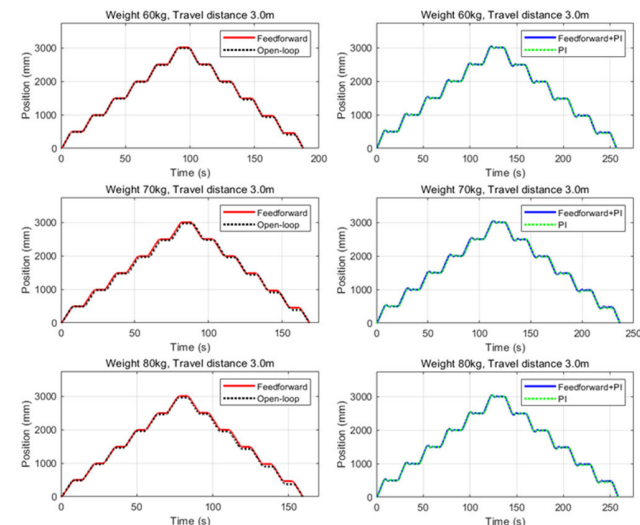 Weight 60kg, Travel distance 3.0m
Position (mm)
3000
2000
1000
0
Feedforward
Open-loop
0 50 100 150 200
Time (s)
Weight 60kg, Travel distance 3.0m
Position (mm)
3000
2000
1000
0
Feedforward+PI
PI
0 50 100 150 200 250
Time (s)
Weight 70kg, Travel distance 3.0m
Position (mm)
3000
2000
1000
0
Feedforward
Open-loop
0 50 100 150
Time (s)
Weight 70kg, Travel distance 3.0m
Position (mm)
3000
2000
1000
0
Feedforward+PI
PI
0 50 100 150 200 250
Time (s)
Weight 80kg, Travel distance 3.0m
Position (mm)
3000
2000
1000
0
Feedforward
Open-loop
0 50 100 150
Time (s)
Weight 80kg, Travel distance 3.0m
Position (mm)
3000
2000
1000
0
Feedforward+PI
PI
0 50 100 150 200 250
Time (s)